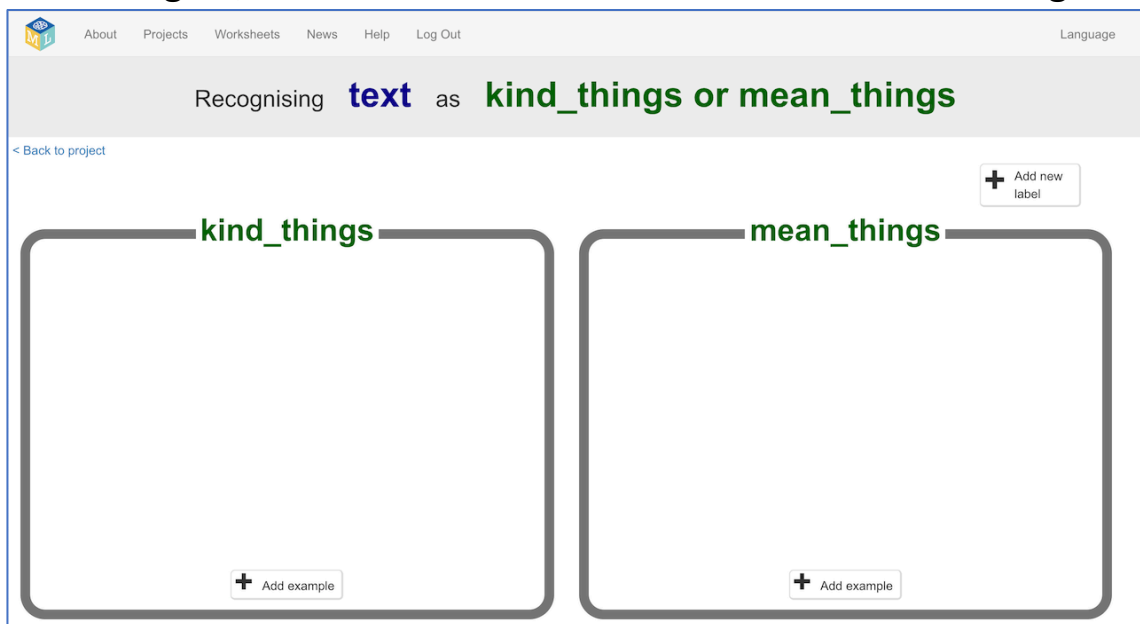 ML About Projects Worksheets News Help Log Out Language
Recognising text as kind_things or mean_things
< Back to project
Add new
label
kind_things mean_things
Add example Add example